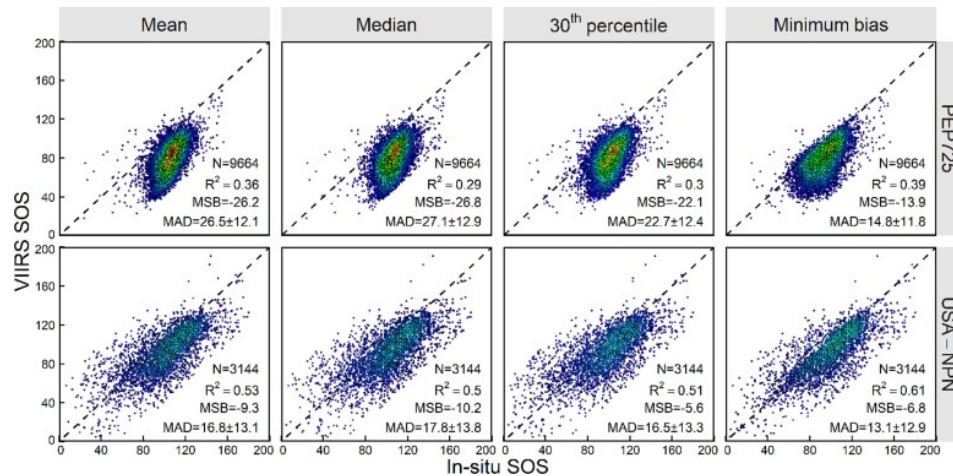 Mean Median 30th percentile Minimum bias
200
160
120
80
40
0
N=9664
R2 = 0.36
MSB=-26.2
MAD=26.5±12.1
N=9664
R2 = 0.29
MSB=-26.8
MAD=27.1±12.9
N=9664
R2 = 0.3
MSB=-22.1
MAD=22.7±12.4
N=9664
R2 = 0.39
MSB=-13.9
MAD=14.8±11.8
PEP725
VIIRS SOS
200
160
120
80
40
0
N=3144
R2 = 0.53
MSB=-9.3
MAD=16.8±13.1
N=3144
R2 = 0.5
MSB=-10.2
MAD=17.8±13.8
N=3144
R2 = 0.51
MSB=-5.6
MAD=16.5±13.3
N=3144
R2 = 0.61
MSB=-6.8
MAD=13.1±12.9
USA – NPN
0 40 80 120 160 200 0 40 80 120 160 200 0 40 80 120 160 200 0 40 80 120 160 200
In-situ SOS